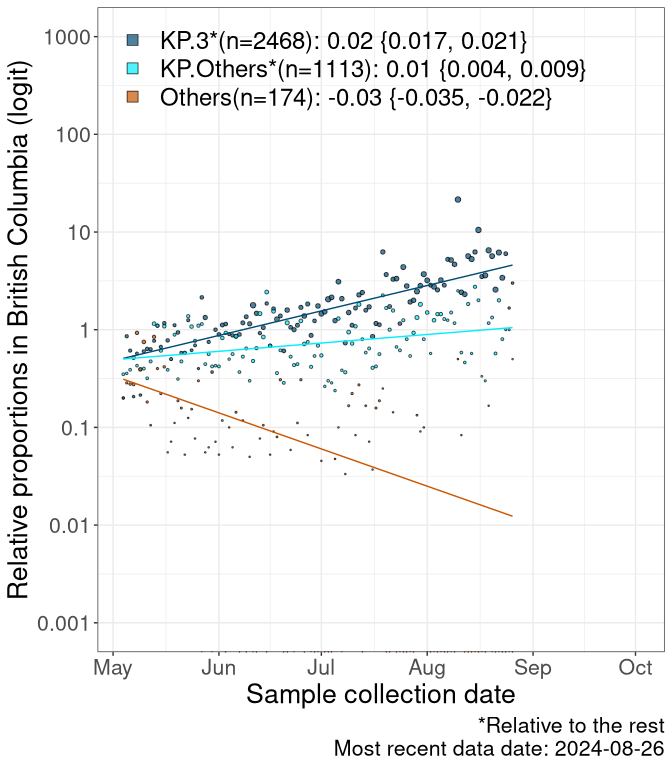 KP.3*(n=2468): 0.02 {0.017, 0.021}
KP.Others*(n=1113): 0.01 {0.004, 0.009}
Others(n=174): -0.03 {-0.035, -0.022}
Relative proportions in British Columbia (logit)
1000
100
10
1
0.1
0.01
0.001
May Jun Jul Aug Sep Oct
Sample collection date
*Relative to the rest
Most recent data date: 2024-08-26